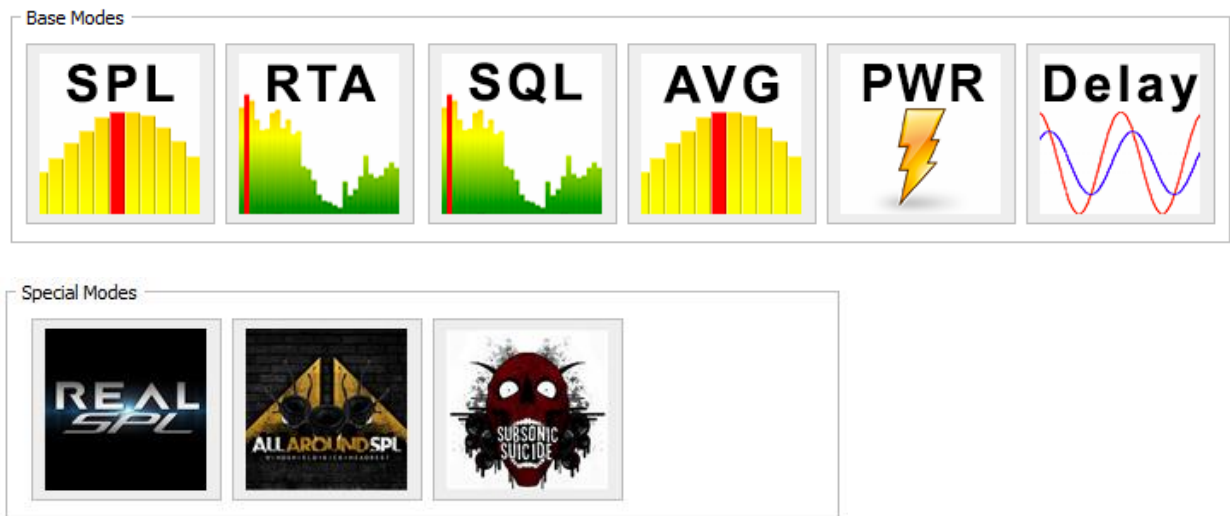 Base Modes
SPL
RTA
SQL
AVG
PWR
Delay
Special Modes
REAL
SPL
ALL AROUND SPL
SUBSONIC
SUICIDE